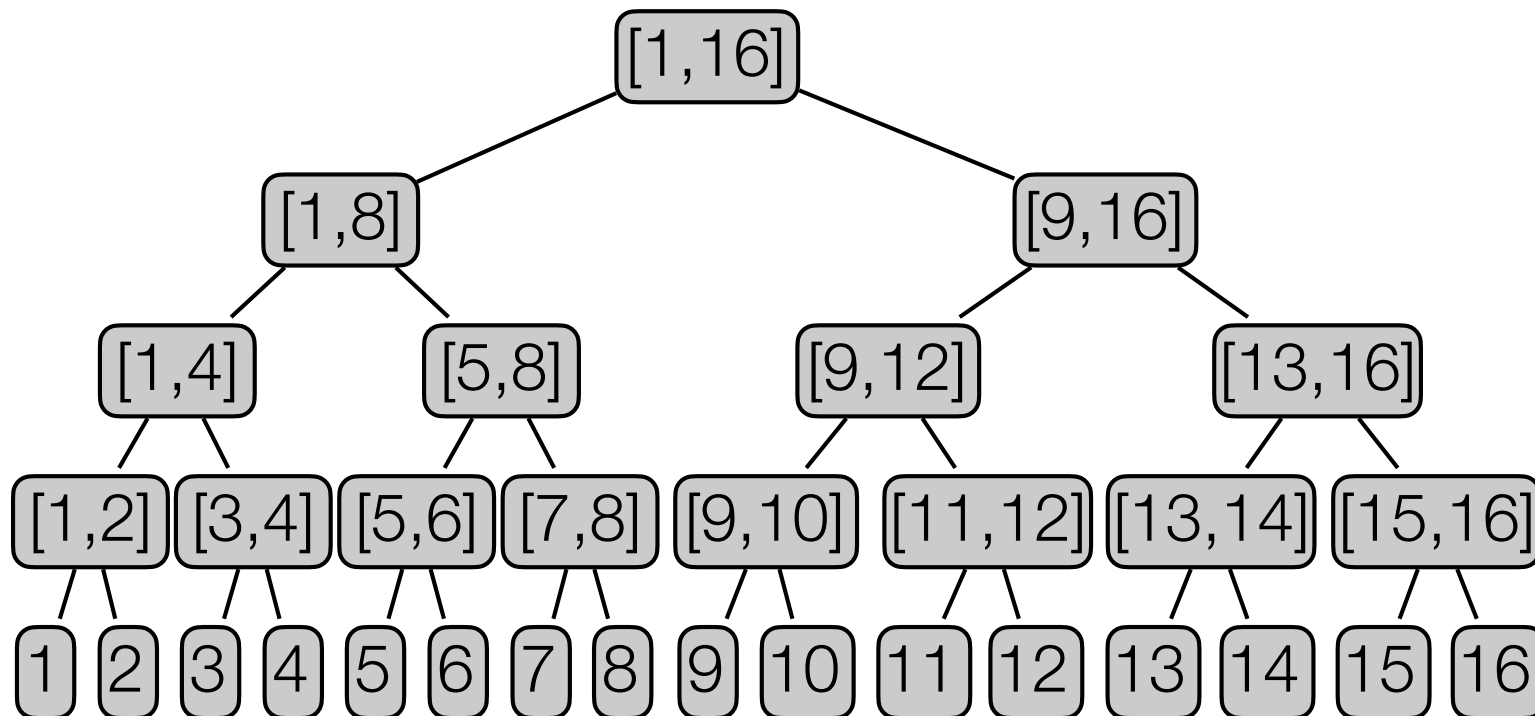 [1,16]
[1,8] [9,16]
[1,4] [5,8] [9,12] [13,16]
[1,2] [3,4] [5,6] [7,8] [9,10] [11,12] [13,14] [15,16]
1 2 3 4 5 6 7 8 9 10 11 12 13 14 15 16